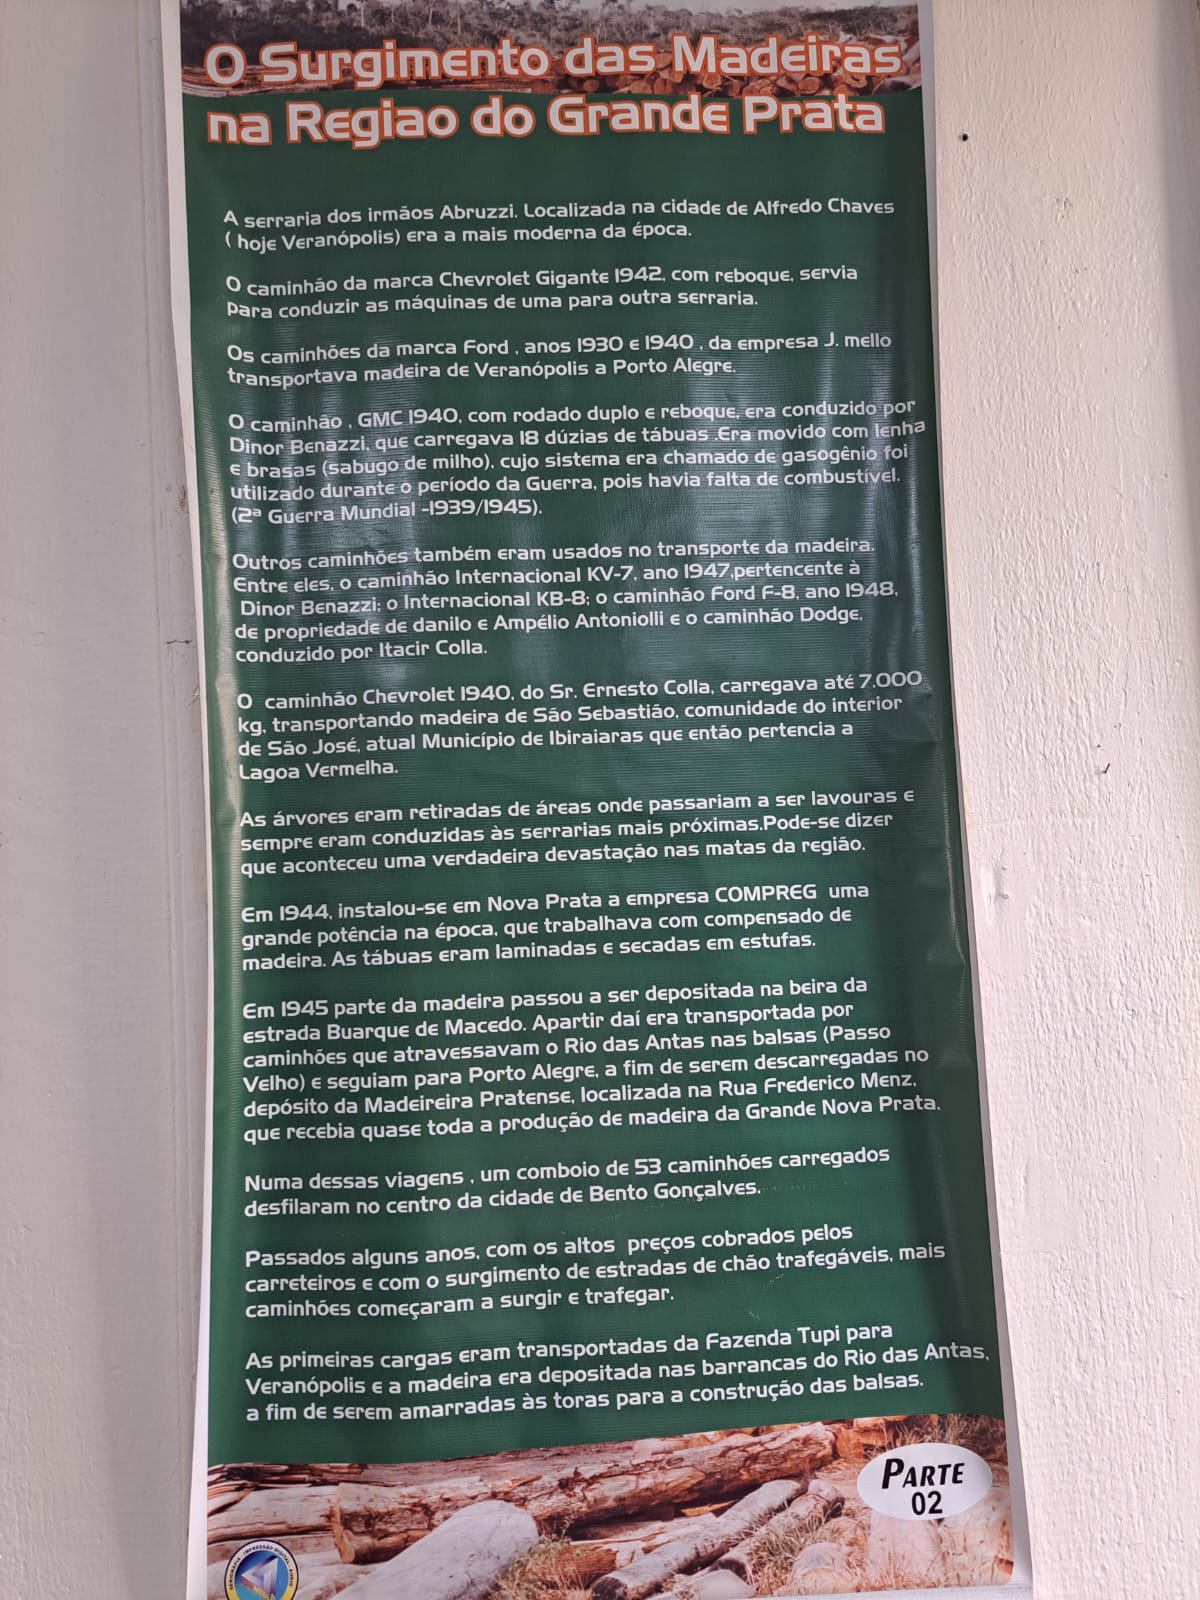 O Surgimento das Madeiras
na Regiao do Grande Prata
A serraria dos irmãos Abruzzi. Localizada na cidade de Alfredo Chaves
( hoje Veranópolis) era a mais moderna da época.
O caminhão da marca Chevrolet Gigante 1942, com reboque, servia
para conduzir as máquinas de uma para outra serraria.
Os caminhões da marca Ford , anos 1930 e 1940 , da empresa J. mello
transportava madeira de Veranópolis a Porto Alegre.
O caminhão , GMC 1940, com rodado duplo e reboque, era conduzido por
Dinor Benazzi, que carregava 18 dúzias de tábuas .Era movido com lenha
e brasas (sabugo de milho), cujo sistema era chamado de gasogênio foi
utilizado durante o período da Guerra, pois havia falta de combustível.
(2ª Guerra Mundial -1939/1945).
Outros caminhões também eram usados no transporte da madeira.
Entre eles, o caminhão Internacional KV-7, ano 1947,pertencente à
Dinor Benazzi; o Internacional KB-8; o caminhão Ford F-8, ano 1948,
de propriedade de danilo e Ampélio Antoniolli e o caminhão Dodge,
conduzido por Itacir Colla.
O caminhão Chevrolet 1940, do Sr. Ernesto Colla, carregava até 7.000
kg, transportando madeira de São Sebastião, comunidade do interior
de São José, atual Município de Ibiraiaras que então pertencia a
Lagoa Vermelha.
As árvores eram retiradas de áreas onde passariam a ser lavouras e
sempre eram conduzidas às serrarias mais próximas.Pode-se dizer
que aconteceu uma verdadeira devastação nas matas da região.
Em 1944, instalou-se em Nova Prata a empresa COMPREG uma
grande potência na época, que trabalhava com compensado de
madeira. As tábuas eram laminadas e secadas em estufas.
Em 1945 parte da madeira passou a ser depositada na beira da
estrada Buarque de Macedo. Apartir daí era transportada por
caminhões que atravessavam o Rio das Antas nas balsas (Passo
Velho) e seguiam para Porto Alegre, a fim de serem descarregadas no
depósito da Madeireira Pratense, localizada na Rua Frederico Menz,
que recebia quase toda a produção de madeira da Grande Nova Prata.
Numa dessas viagens , um comboio de 53 caminhões carregados
desfilaram no centro da cidade de Bento Gonçalves.
Passados alguns anos, com os altos preços cobrados pelos
carreteiros e com o surgimento de estradas de chão trafegáveis, mais
caminhões começaram a surgir e trafegar.
As primeiras cargas eram transportadas da Fazenda Tupi para
Veranópolis e a madeira era depositada nas barrancas do Rio das Antas,
a fim de serem amarradas às toras para a construção das balsas.
PARTE
02
SERIGRAFIA - IMPRESSÃO DIGITAL